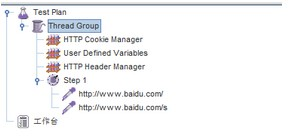 Test Plan
Thread Group
HTTP Cookie Manager
User Defined Variables
HTTP Header Manager
Step 1
http://www.baidu.com/
http://www.baidu.com/s
工作台